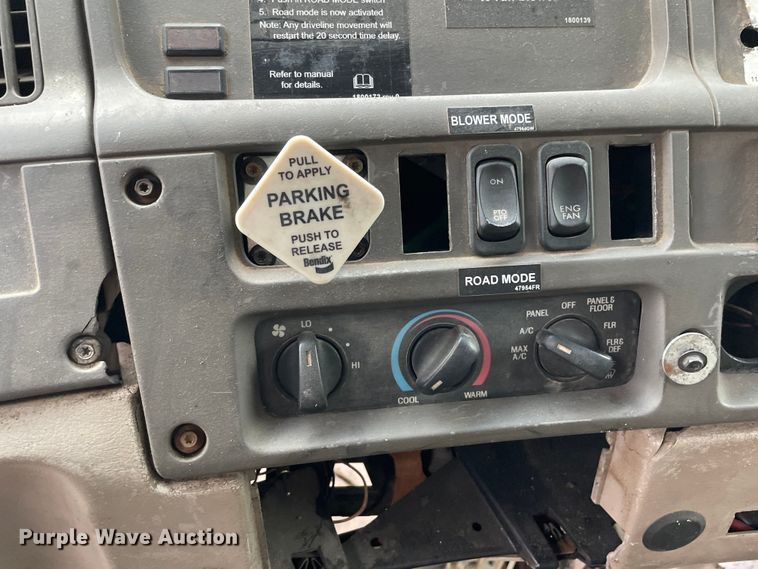 4. Push in ROAD MODE switch
5. Road mode is now activated
Note: Any driveline movement will
restart the 20 second time delay.
Refer to manual
for details.
1800139
BLOWER MODE
PULL
TO APPLY
PARKING
BRAKE
PUSH TO
RELEASE
Bendix
ON
PTO
OFF
ENG
FAN
ROAD MODE
47954FR
LO
HI
COOL
WARM
MAX
A/C
A/C
PANEL
OFF
PANEL &
FLOOR
FLR
FLR &
DEF
Purple Wave Auction